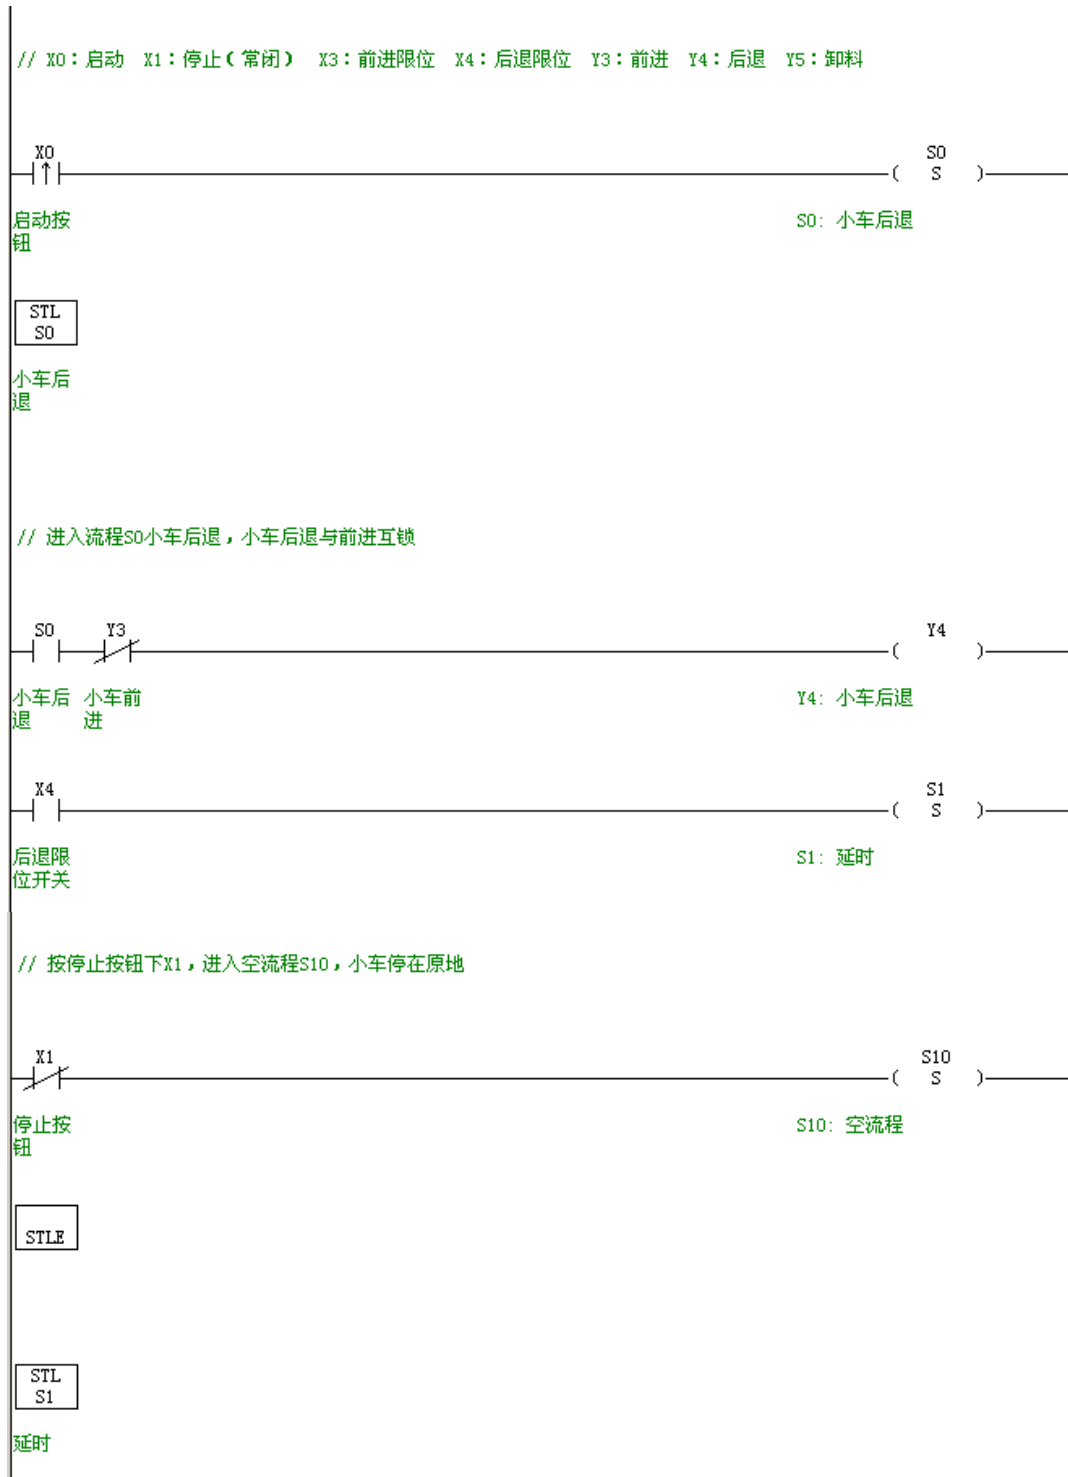 // X0：启动 X1：停止（常闭） X3：前进限位 X4：后退限位 Y3：前进 Y4：后退 Y5：卸料
X0
S0
S
启动按
钮
S0: 小车后退
STL
S0
小车后
退
// 进入流程S0小车后退，小车后退与前进互锁
S0 Y3
Y4
小车后
退
小车前
进
Y4: 小车后退
X4
S1
S
后退限
位开关
S1: 延时
// 按停止按钮下X1，进入空流程S10，小车停在原地
X1
S10
S
停止按
钮
S10: 空流程
STLE
STL
S1
延时